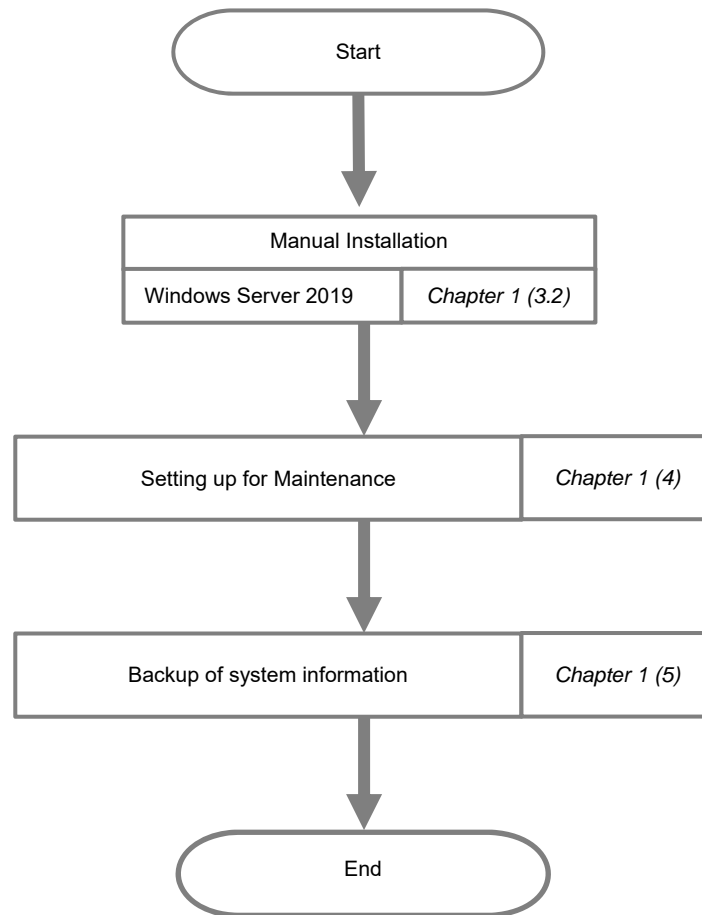 Start
Manual Installation
Windows Server 2019 Chapter 1 (3.2)
Setting up for Maintenance Chapter 1 (4)
Backup of system information Chapter 1 (5)
End